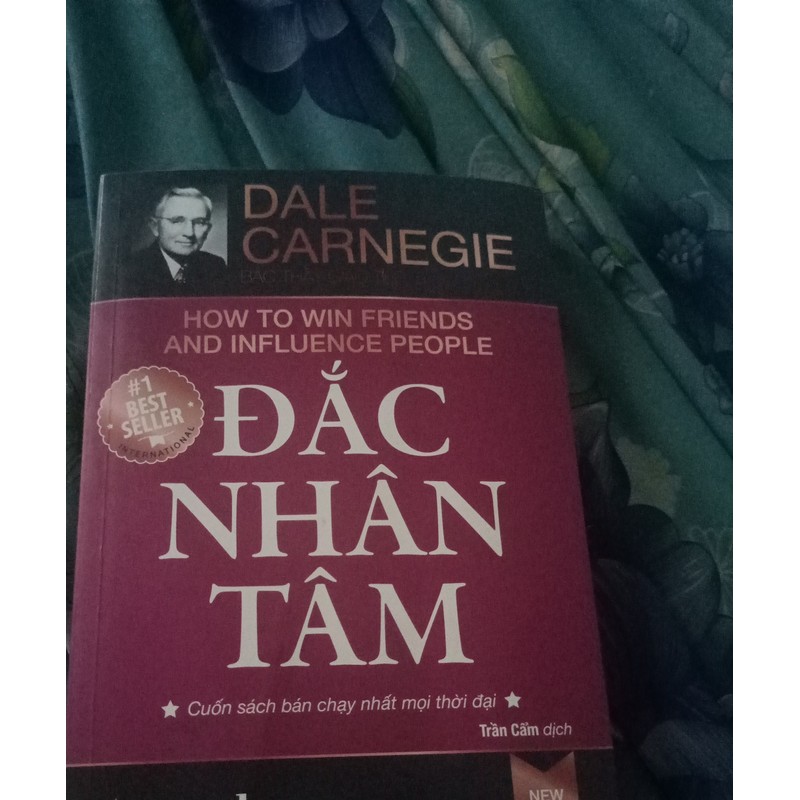 DALE
CARNEGIE
HOW TO WIN FRIENDS
AND INFLUENCE PEOPLE
#1
BEST
SELLER
INTERNATIONAL
ĐẮC
NHÂN
TÂM
Cuốn sách bán chạy nhất mọi thời đại
Trần Cẩm dịch
NEW